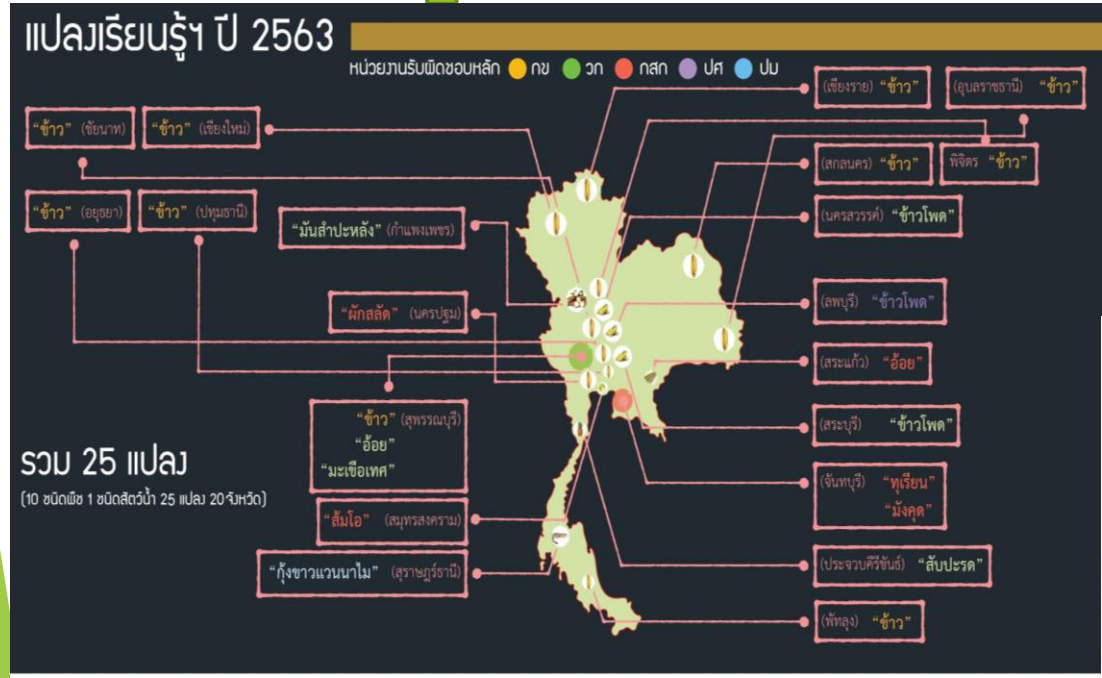 แปลงเรียนรู้ฯ ปี 2563
หน่วยงานรับผิดชอบหลัก กข วก กสก ปศ ปม
"ข้าว" (ชัยนาท)
"ข้าว" (เชียงใหม่)
(เชียงราย) "ข้าว"
(อุบลราชธานี) "ข้าว"
"ข้าว" (อยุธยา)
"ข้าว" (ปทุมธานี)
(สกลนคร) "ข้าว"
พิจิตร "ข้าว"
"มันสำปะหลัง" (กำแพงเพชร)
(นครสวรรค์) "ข้าวโพด"
"ผักสลัด" (นครปฐม)
(ลพบุรี) "ข้าวโพด"
(สระแก้ว) "อ้อย"
"ข้าว" (สุพรรณบุรี)
"อ้อย"
"มะเขือเทศ"
(สระบุรี) "ข้าวโพด"
รวม 25 แปลง
(10 ชนิดพืช 1 ชนิดสัตว์น้ำ 25 แปลง 20จังหวัด)
(จันทบุรี) "ทุเรียน"
"มังคุด"
"ส้มโอ" (สมุทรสงคราม)
"กุ้งขาวแวนนาไม" (สุราษฎร์ธานี)
(ประจวบคีรีขันธ์) "สับปะรด"
(พัทลุง) "ข้าว"